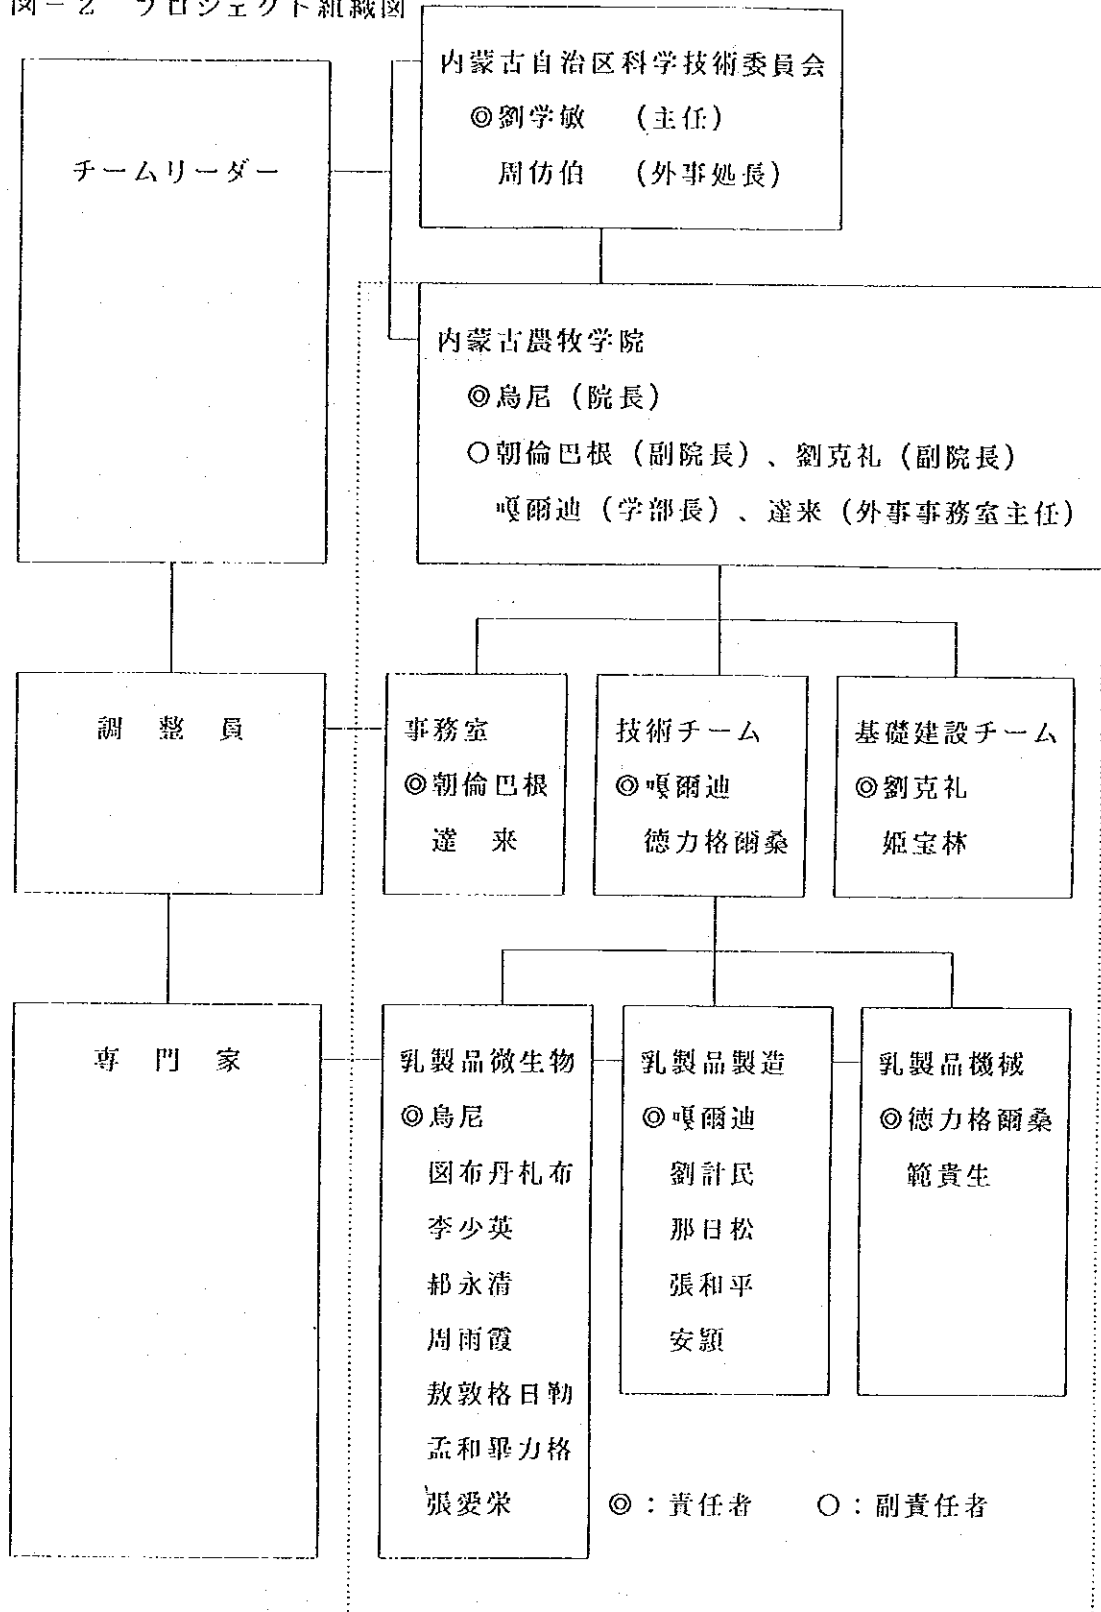 図－2　プロジェクト組織図
チームリーダー
内蒙古自治区科学技術委員会
◎劉学敏　（主任）
周仿伯　（外事処長）
内蒙古農牧学院
◎烏尼（院長）
○朝倫巴根（副院長）、劉克礼（副院長）
嘎爾迪（学部長）、達来（外事事務室主任）
調　整　員
事務室
◎朝倫巴根
達　来
技術チーム
◎嘎爾迪
徳力格爾桑
基礎建設チーム
◎劉克礼
姫宝林
専　門　家
乳製品微生物
◎烏尼
図布丹札布
李少英
郝永清
周雨霞
敖敦格日勒
孟和畢力格
張愛栄
乳製品製造
◎嘎爾迪
劉計民
那日松
張和平
安穎
乳製品機械
◎徳力格爾桑
範貴生
◎：責任者　○：副責任者